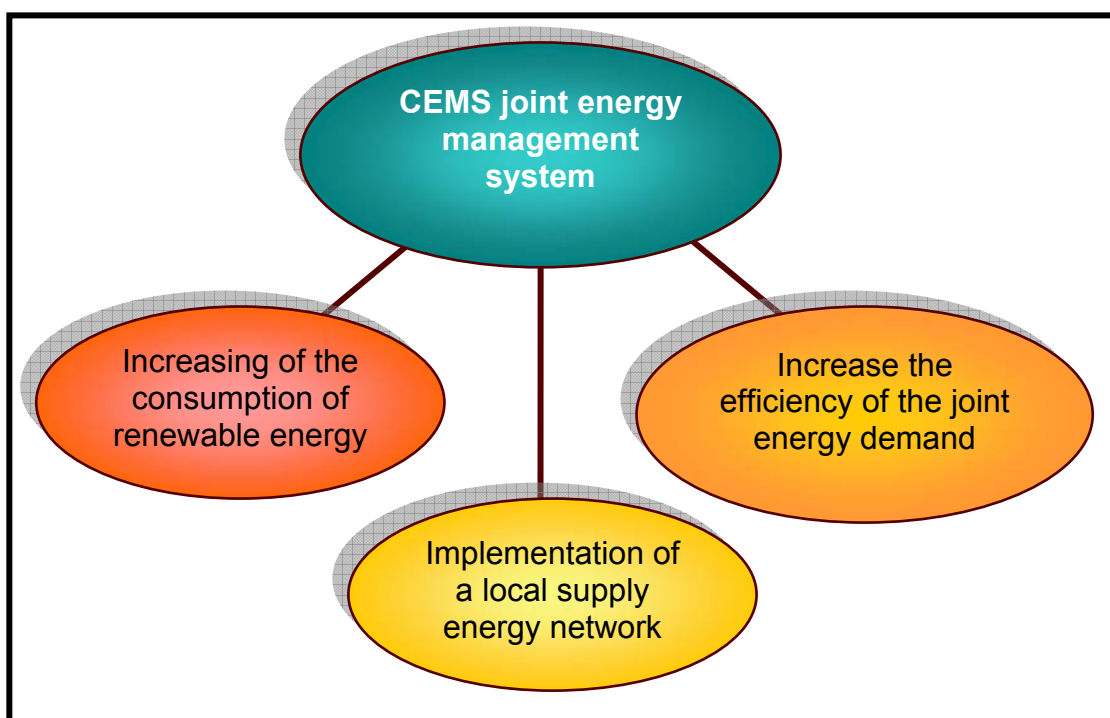 CEMS joint energy
management
system
Increasing of the
consumption of
renewable energy
Increase the
efficiency of the joint
energy demand
Implementation of
a local supply
energy network